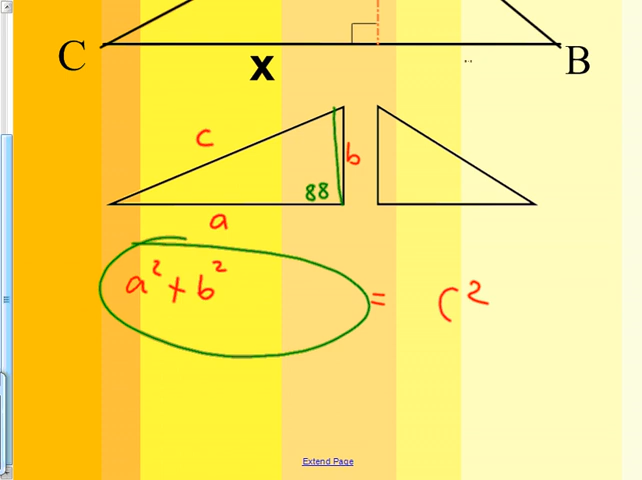 C
B
x
c
b
88
a
a² + b² = c²
Extend Page